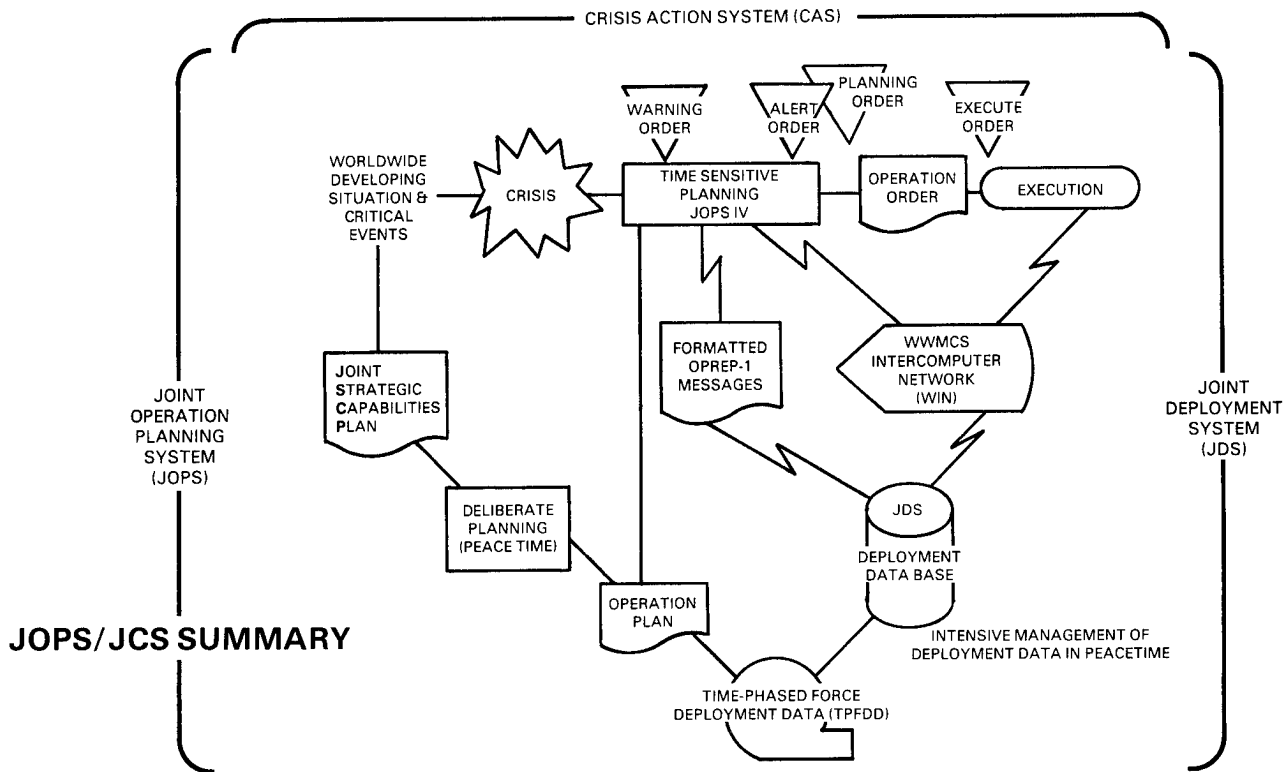 CRISIS ACTION SYSTEM (CAS)
WARNING
ORDER
ALERT
ORDER
PLANNING
ORDER
EXECUTE
ORDER
WORLDWIDE
DEVELOPING
SITUATION &
CRITICAL
EVENTS
CRISIS
TIME SENSITIVE
PLANNING
JOPS IV
OPERATION
ORDER
EXECUTION
JOINT
STRATEGIC
CAPABILITIES
PLAN
FORMATTED
OPREP-1
MESSAGES
WWMCS
INTERCOMPUTER
NETWORK
(WIN)
JOINT
OPERATION
PLANNING
SYSTEM
(JOPS)
JOINT
DEPLOYMENT
SYSTEM
(JDS)
DELIBERATE
PLANNING
(PEACE TIME)
JDS
DEPLOYMENT
DATA BASE
OPERATION
PLAN
JOPS/JCS SUMMARY
INTENSIVE MANAGEMENT OF
DEPLOYMENT DATA IN PEACETIME
TIME-PHASED FORCE
DEPLOYMENT DATA (TPFDD)